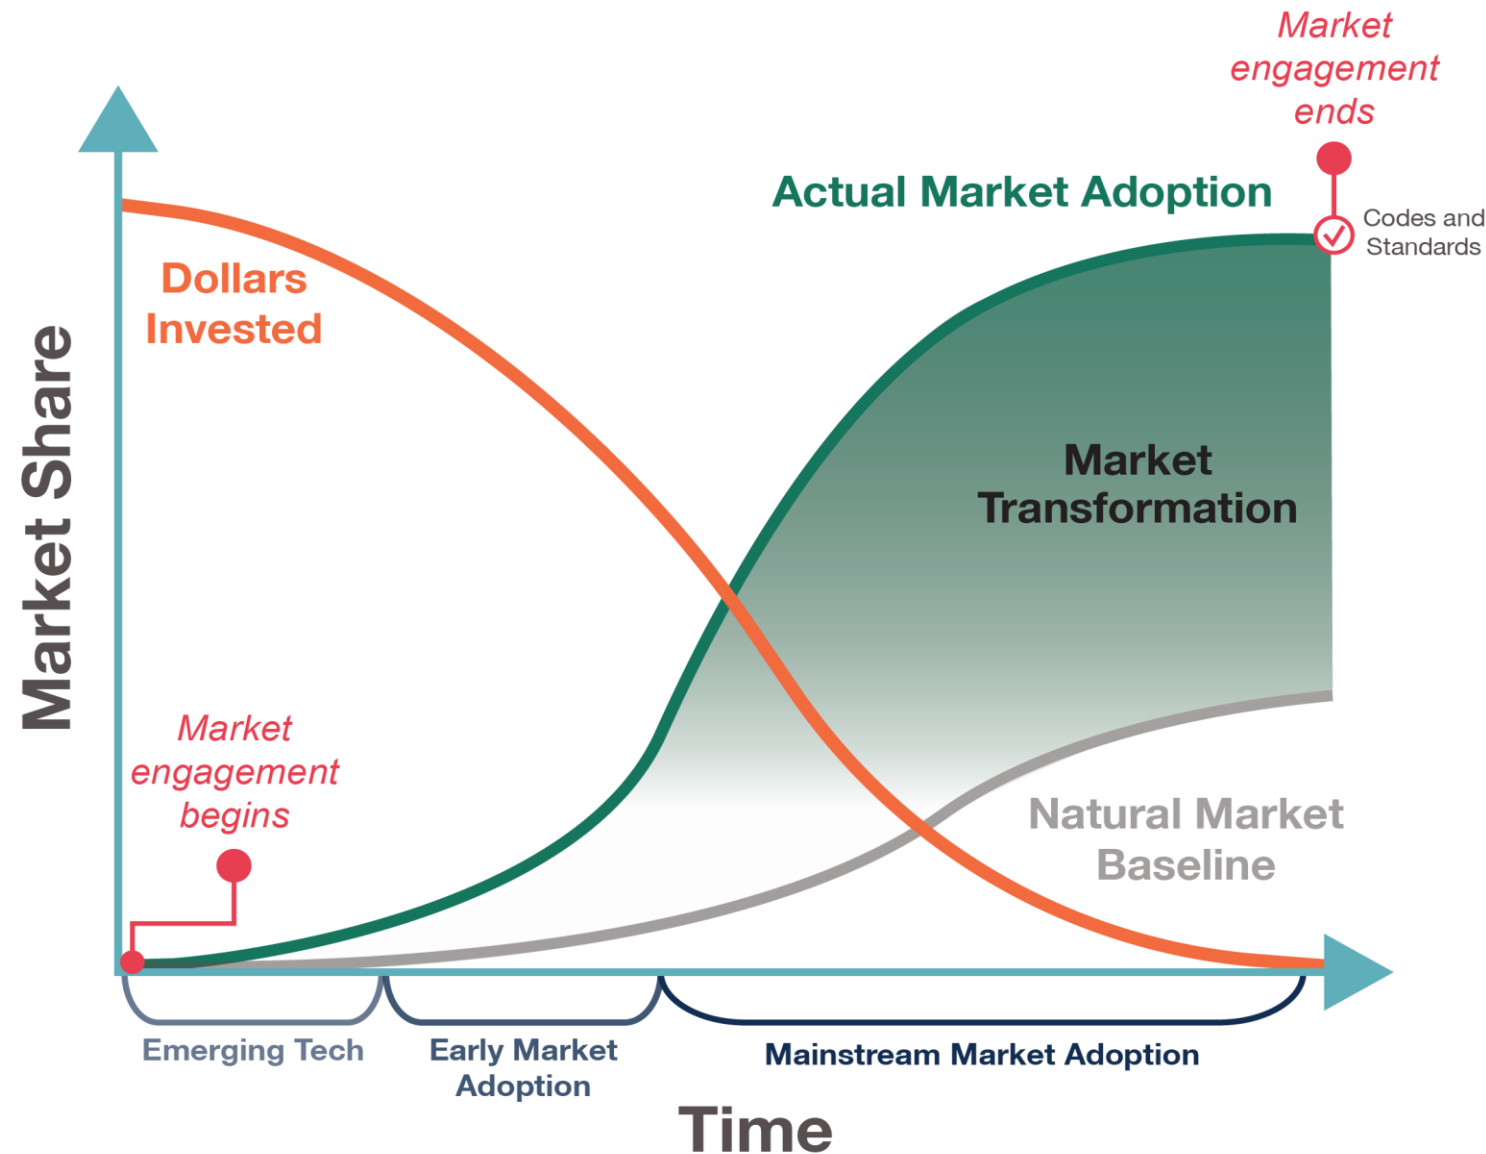 Market
engagement
ends
Actual Market Adoption
Codes and
Standards
Dollars
Invested
Market Share
Market
Transformation
Market
engagement
begins
Natural Market
Baseline
Emerging Tech
Early Market
Adoption
Mainstream Market Adoption
Time